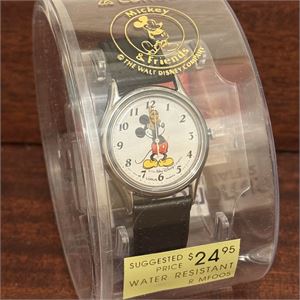 Mickey
& Friends
© THE WALT DISNEY COMPANY
12
1
2
3
4
5
6
7
8
9
10
11
SUGGESTED
PRICE
$24.95
WATER RESISTANT
R MF005